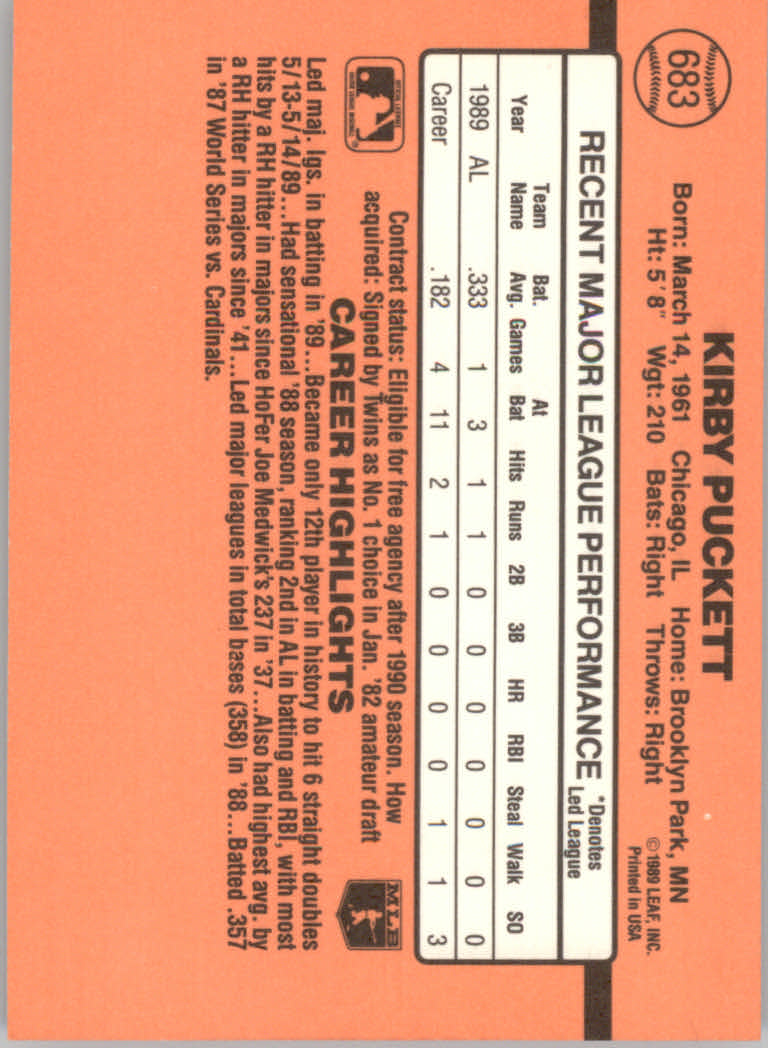 683
KIRBY PUCKETT
Born: March 14, 1961 Chicago, IL Home: Brooklyn Park, MN
Ht: 5'8" Wgt: 210 Bats: Right Throws: Right
© 1989 LEAF, INC.
Printed in USA
RECENT MAJOR LEAGUE PERFORMANCE
*Denotes
Led League
Year Team Name Bat. Avg. Games At Bat Hits Runs 2B 3B HR RBI Steal Walk SO
1989 AL .333 1 3 1 1 0 0 0 0 0 0 0
Career .182 4 11 2 1 0 0 0 0 1 1 3
OFFICIAL LICENSEE
MAJOR LEAGUE BASEBALL
®
Contract status: Eligible for free agency after 1990 season. How
acquired: Signed by Twins as No. 1 choice in Jan. '82 amateur draft
MLB
CAREER HIGHLIGHTS
Led maj. lgs. in batting in '89...Became only 12th player in history to hit 6 straight doubles
5/13-5/14/89...Had sensational '88 season, ranking 2nd in AL in batting and RBI, with most
hits by a RH hitter in majors since HoFer Joe Medwick's 237 in '37...Also had highest avg. by
a RH hitter in majors since '41...Led major leagues in total bases (358) in '88...Batted .357
in '87 World Series vs. Cardinals.